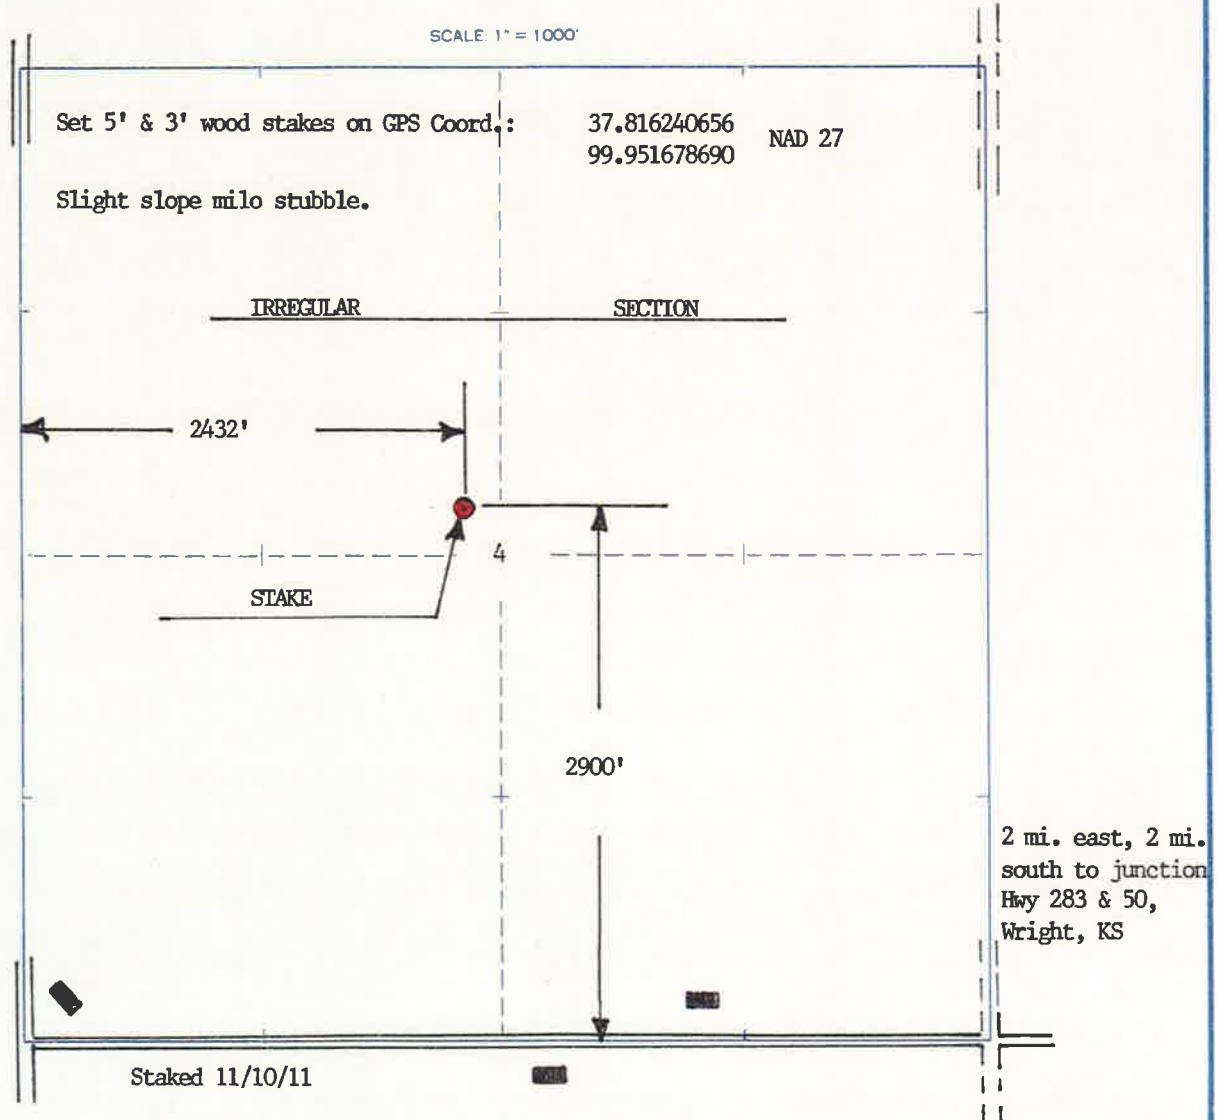 SCALE: 1" = 1000'
Set 5' & 3' wood stakes on GPS Coord.: 37.816240656
99.951678690 NAD 27
Slight slope milo stubble.
IRREGULAR SECTION
2432'
4
STAKE
2900'
2 mi. east, 2 mi.
south to junction
Hwy 283 & 50,
Wright, KS
Staked 11/10/11